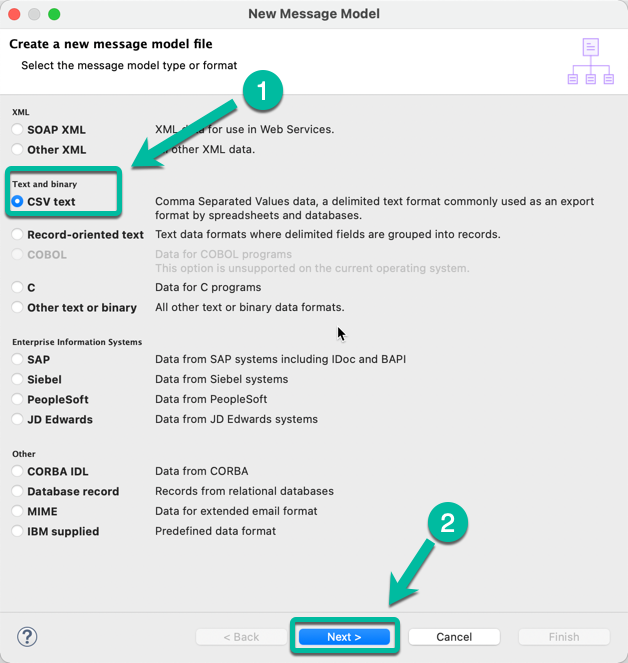 New Message Model
Create a new message model file
Select the message model type or format
1
XML
SOAP XML XML data for use in Web Services.
Other XML other XML data.
Text and binary
CSV text Comma Separated Values data, a delimited text format commonly used as an export
format by spreadsheets and databases.
Record-oriented text Text data formats where delimited fields are grouped into records.
COBOL Data for COBOL programs
This option is unsupported on the current operating system.
C Data for C programs
Other text or binary All other text or binary data formats.
Enterprise Information Systems
SAP Data from SAP systems including IDoc and BAPI
Siebel Data from Siebel systems
PeopleSoft Data from PeopleSoft
JD Edwards Data from JD Edwards systems
Other
CORBA IDL Data from CORBA
Database record Records from relational databases
MIME Data for extended email format
IBM supplied Predefined data format
2
? < Back Next > Cancel Finish